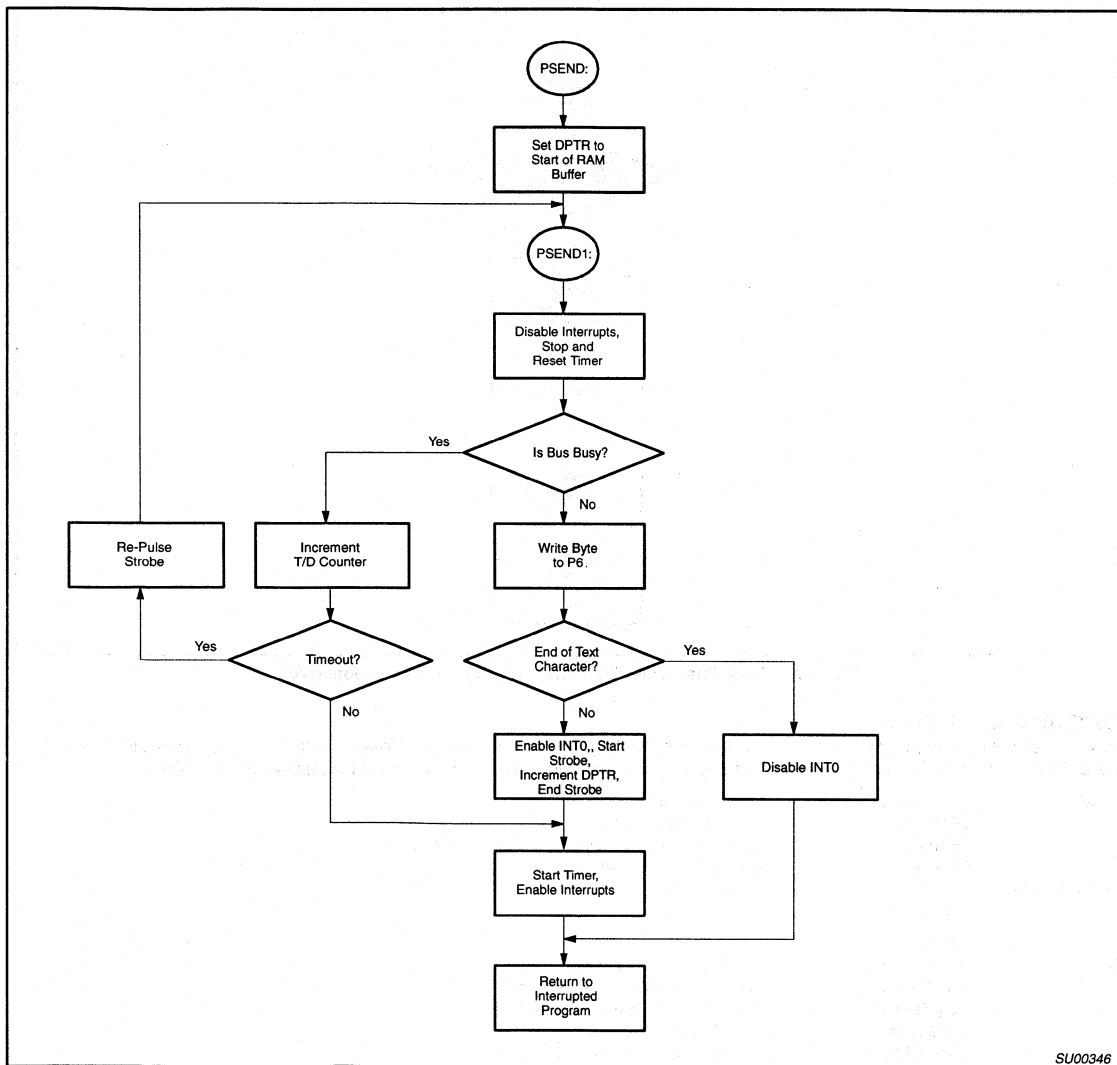 PSEND:
Set DPTR to
Start of RAM
Buffer
PSEND1:
Disable Interrupts,
Stop and
Reset Timer
Yes
Is Bus Busy?
No
Re-Pulse
Strobe
Increment
T/D Counter
Write Byte
to P6.
Yes
Timeout?
No
End of Text
Character?
Yes
No
Enable INT0,, Start
Strobe,
Increment DPTR,
End Strobe
Disable INT0
Start Timer,
Enable Interrupts
Return to
Interrupted
Program
SU00346